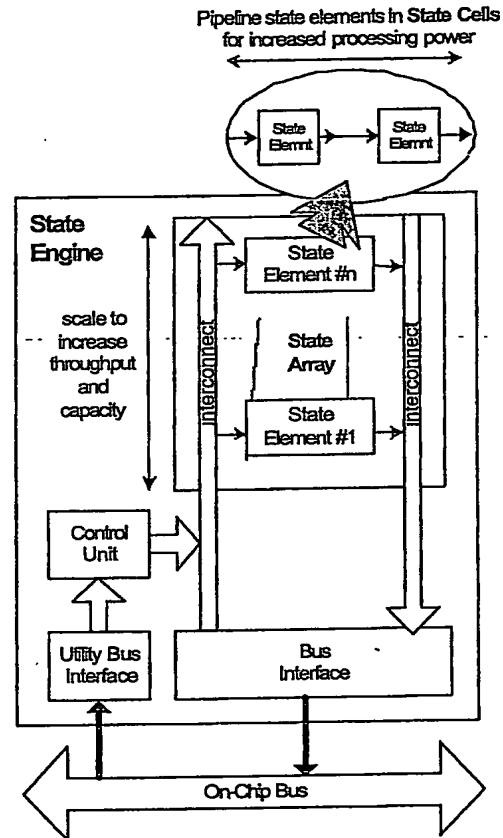 Pipeline state elements in State Cells
for increased processing power
State
Elemnt
State
Elemnt
State
Engine
scale to
increase
throughput
and
capacity
interconnect
State
Element #n
State
Array
State
Element #1
interconnect
Control
Unit
Utility Bus
Interface
Bus
Interface
On-Chip Bus